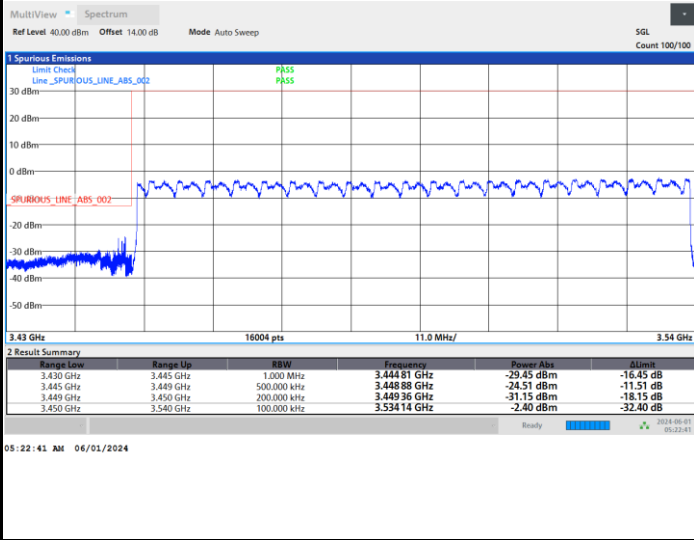 MultiView Spectrum
Ref Level 40.00 dBm Offset 14.00 dB Mode Auto Sweep SGL
Count 100/100
1 Spurious Emissions
Limit Check PASS
Line _SPURIOUS_LINE_ABS_002 PASS
30 dBm
20 dBm
10 dBm
0 dBm
_SPURIOUS_LINE_ABS_002
-20 dBm
-30 dBm
-40 dBm
-50 dBm
3.43 GHz 16004 pts 11.0 MHz/ 3.54 GHz
2 Result Summary
Range Low Range Up RBW Frequency Power Abs ΔLimit
3.430 GHz 3.445 GHz 1.000 MHz 3.444 81 GHz -29.45 dBm -16.45 dB
3.445 GHz 3.449 GHz 500.000 kHz 3.448 88 GHz -24.51 dBm -11.51 dB
3.449 GHz 3.450 GHz 200.000 kHz 3.449 36 GHz -31.15 dBm -18.15 dB
3.450 GHz 3.540 GHz 100.000 kHz 3.534 14 GHz -2.40 dBm -32.40 dB
Ready 2024-06-01
05:22:41
05:22:41 AM 06/01/2024